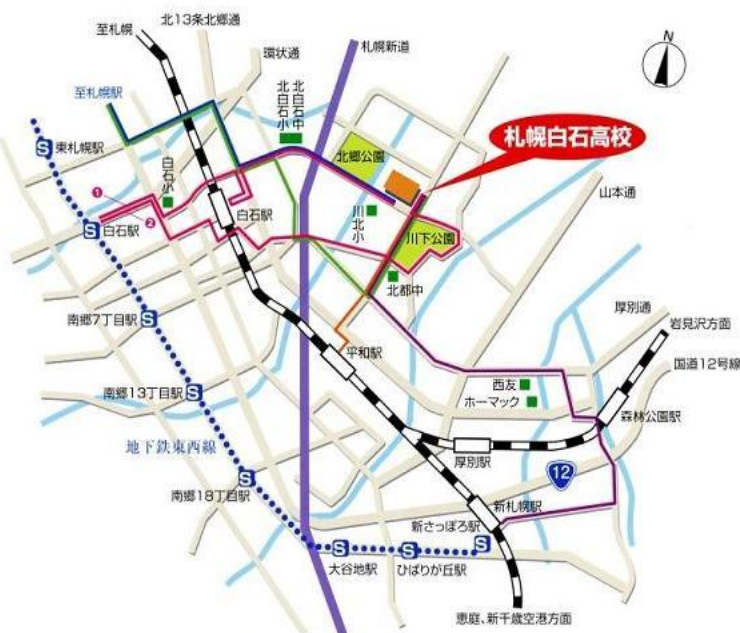 至札幌
北13条北郷通
環状通
札幌新道
N
至札幌駅
北白石中
北白石小
札幌白石高校
東札幌駅
北郷公園
白石小
山本通
①
②
白石駅
白石駅
川北小
川下公園
北都中
南郷7丁目駅
厚別通
岩見沢方面
平和駅
国道12号線
西友
ホーマック
南郷13丁目駅
森林公園駅
地下鉄東西線
厚別駅
12
南郷18丁目駅
新札幌駅
新さっぽろ駅
大谷地駅
ひばりが丘駅
恵庭、新千歳空港方面
S
S
S
S
S
S
S
S